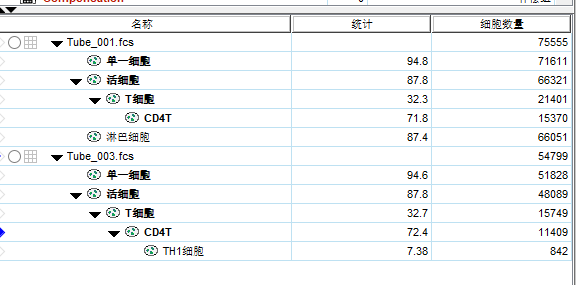 名称 统计 细胞数量
Tube_001.fcs 75555
单一细胞 94.8 71611
活细胞 87.8 66321
T细胞 32.3 21401
CD4T 71.8 15370
淋巴细胞 87.4 66051
Tube_003.fcs 54799
单一细胞 94.6 51828
活细胞 87.8 48089
T细胞 32.7 15749
CD4T 72.4 11409
TH1细胞 7.38 842